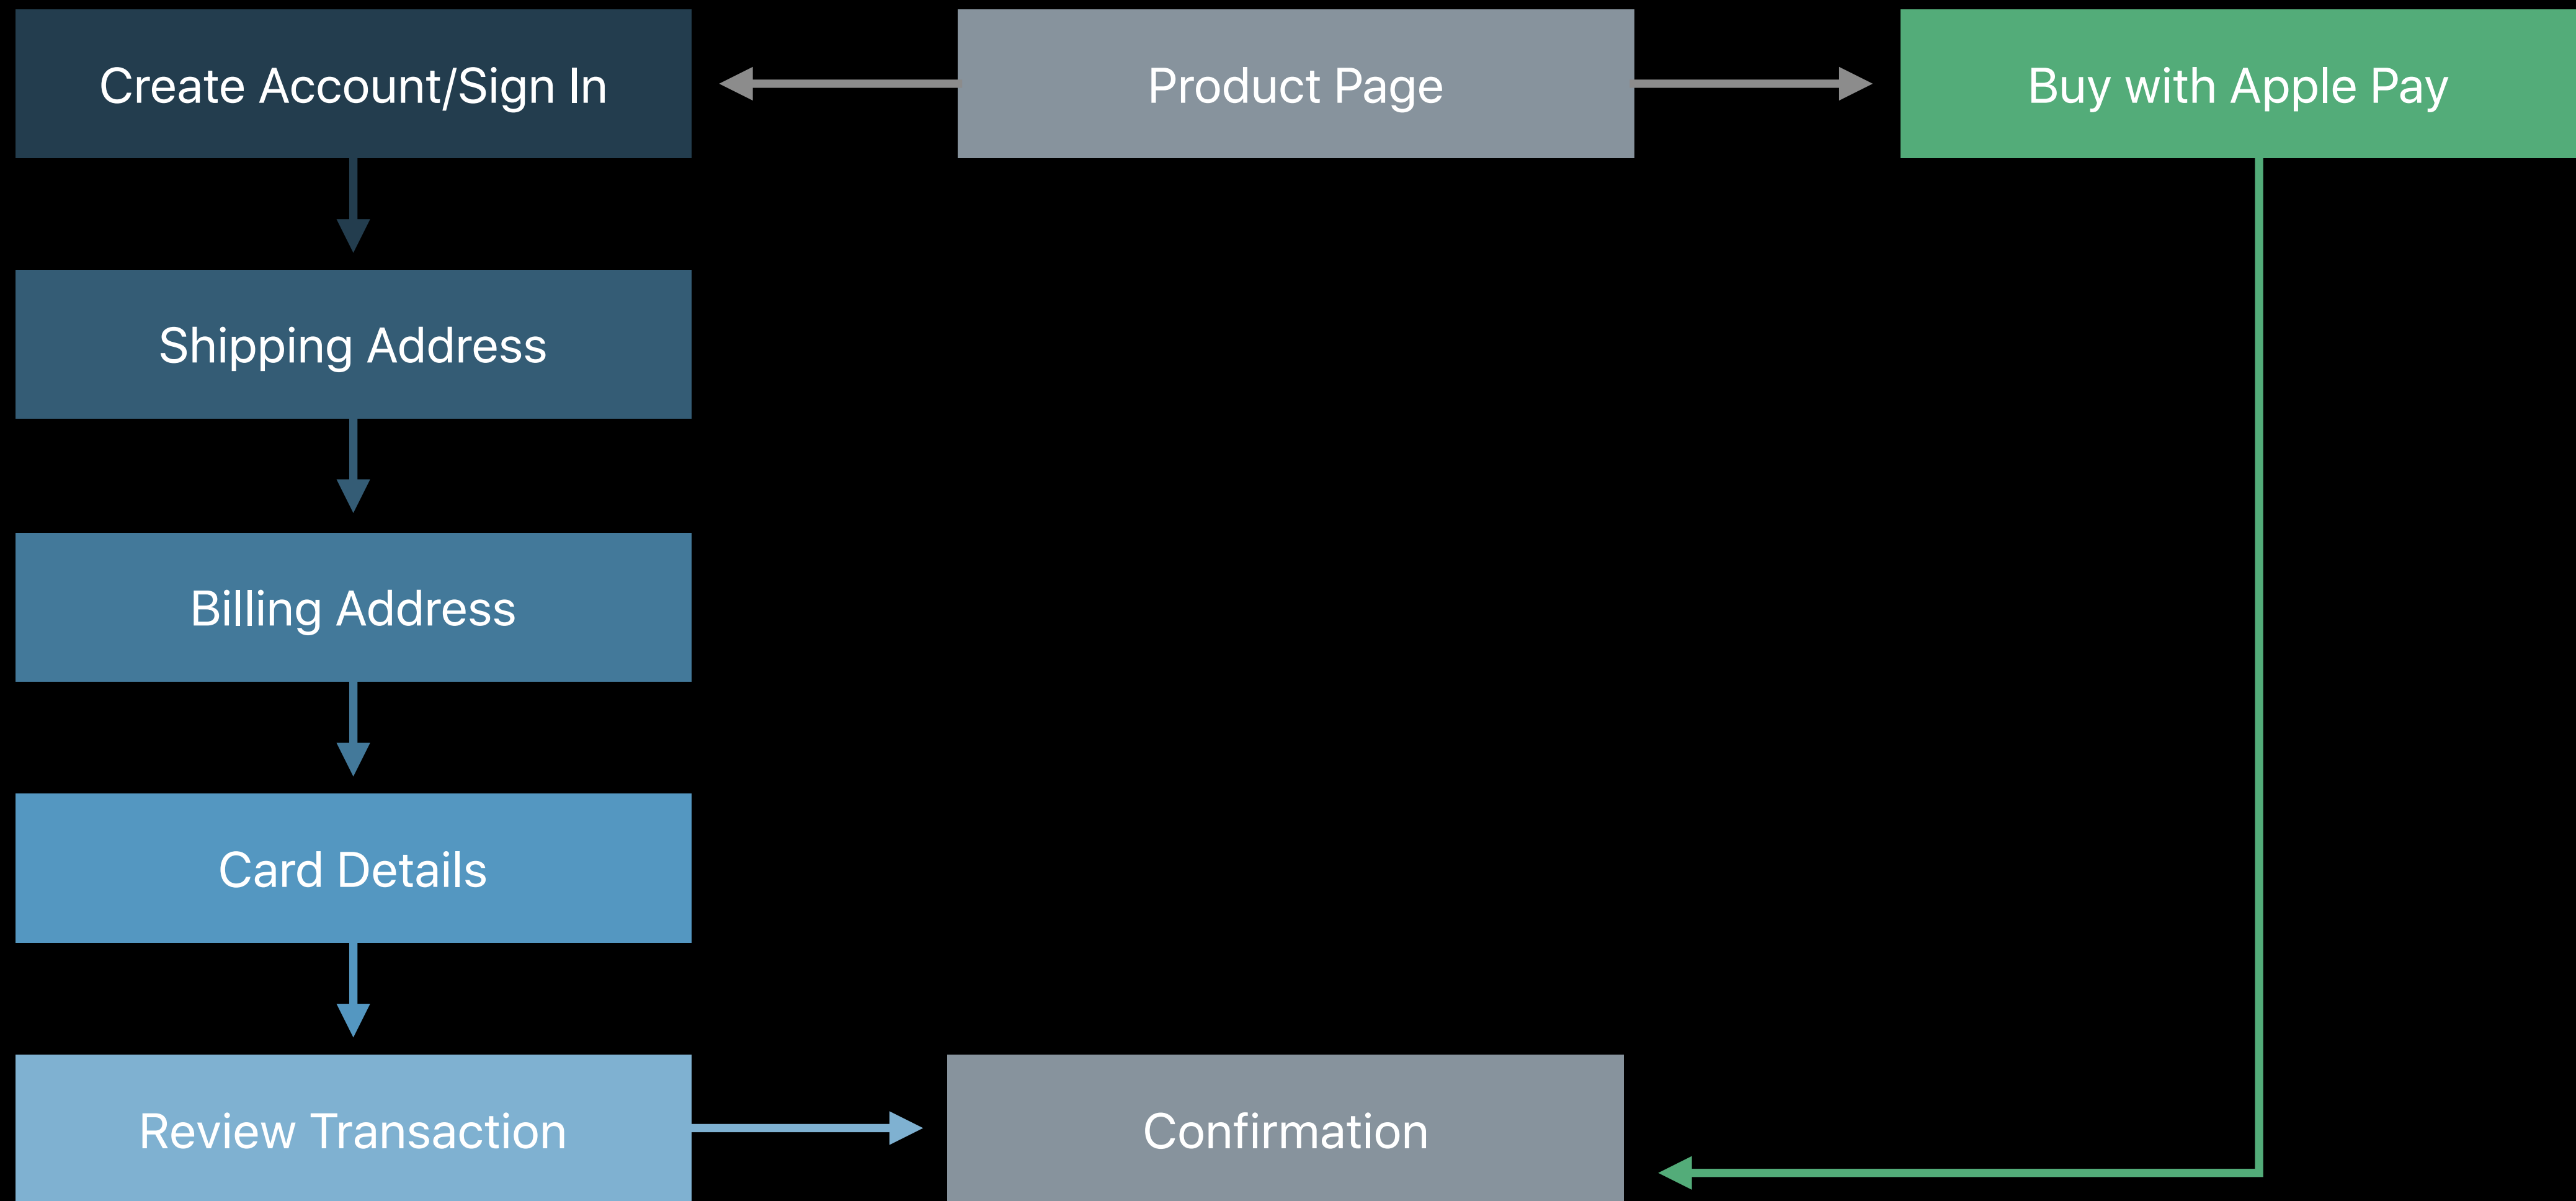 Create Account/Sign In
Product Page
Buy with Apple Pay
Shipping Address
Billing Address
Card Details
Review Transaction
Confirmation